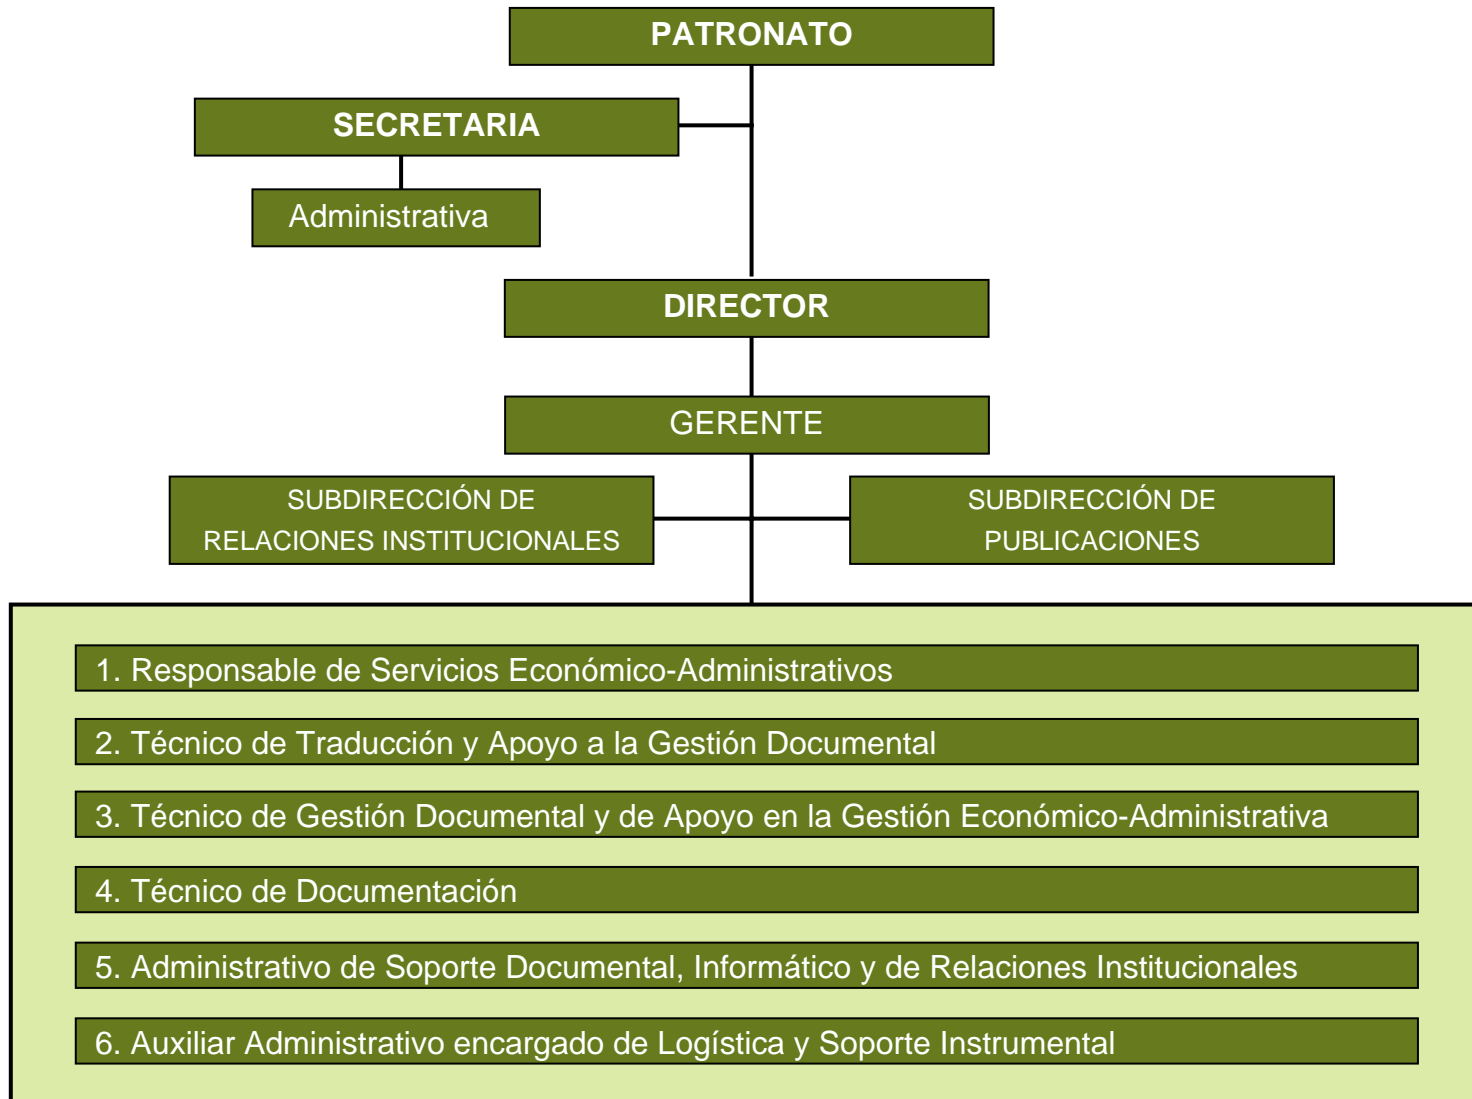 PATRONATO
SECRETARIA
Administrativa
DIRECTOR
GERENTE
SUBDIRECCIÓN DE
RELACIONES INSTITUCIONALES
SUBDIRECCIÓN DE
PUBLICACIONES
1. Responsable de Servicios Económico-Administrativos
2. Técnico de Traducción y Apoyo a la Gestión Documental
3. Técnico de Gestión Documental y de Apoyo en la Gestión Económico-Administrativa
4. Técnico de Documentación
5. Administrativo de Soporte Documental, Informático y de Relaciones Institucionales
6. Auxiliar Administrativo encargado de Logística y Soporte Instrumental